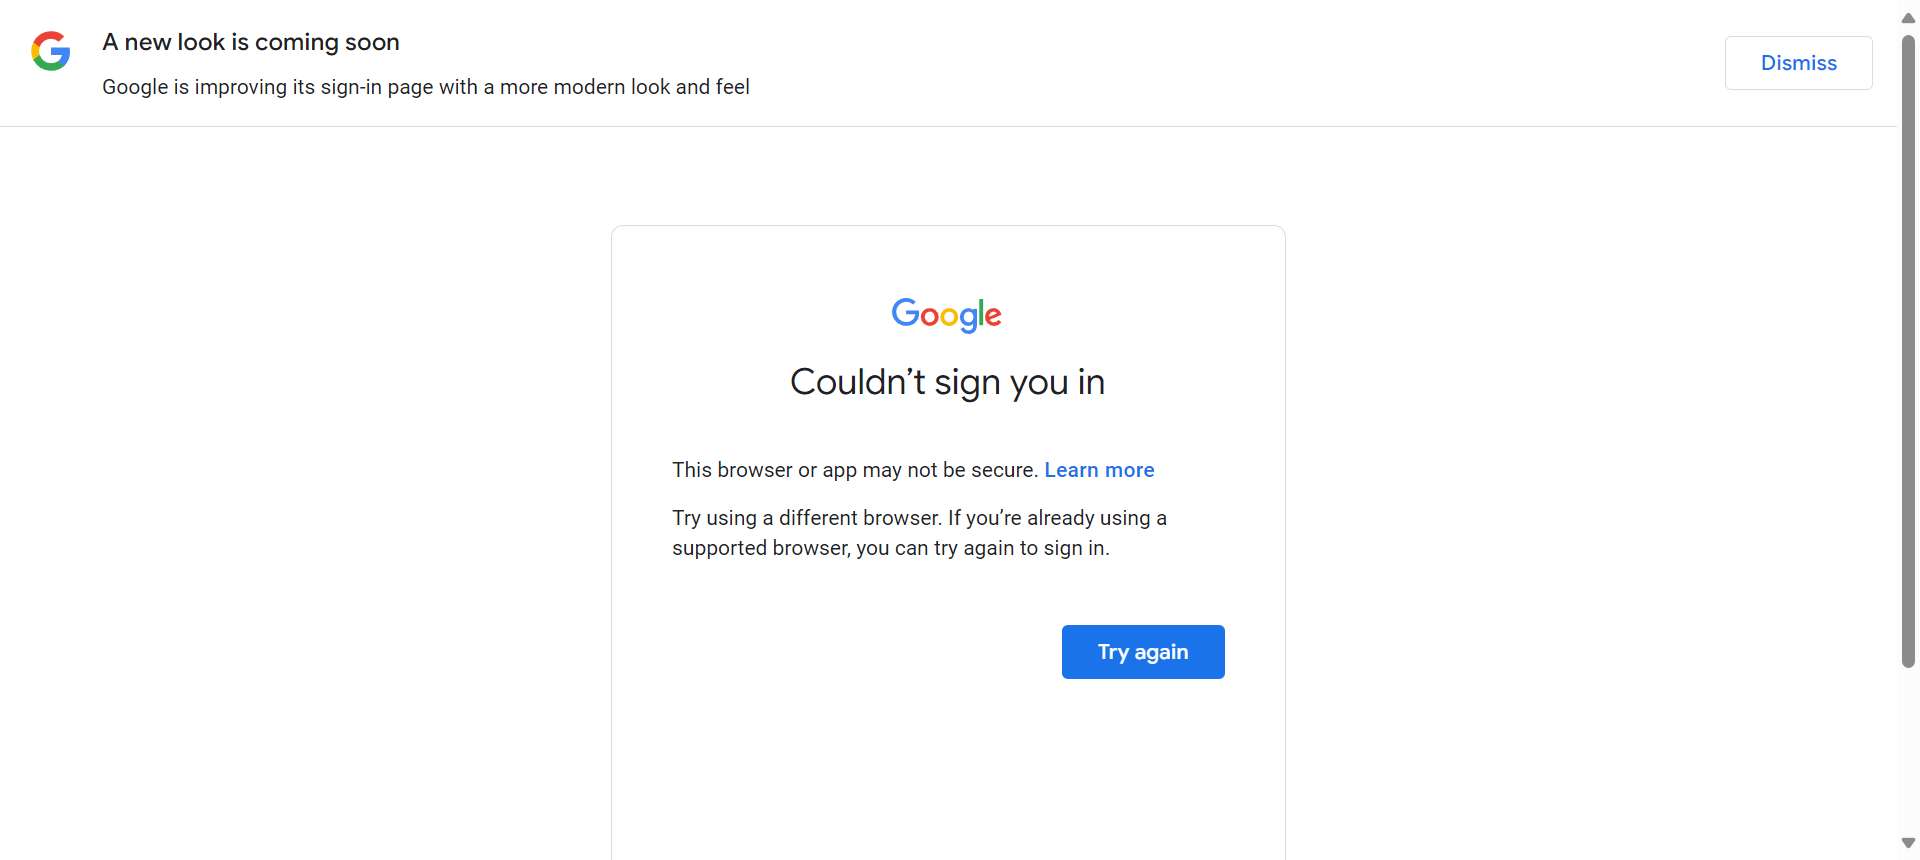 A new look is coming soon
Google is improving its sign-in page with a more modern look and feel
Dismiss
Google
Couldn’t sign you in
This browser or app may not be secure. Learn more
Try using a different browser. If you’re already using a
supported browser, you can try again to sign in.
Try again